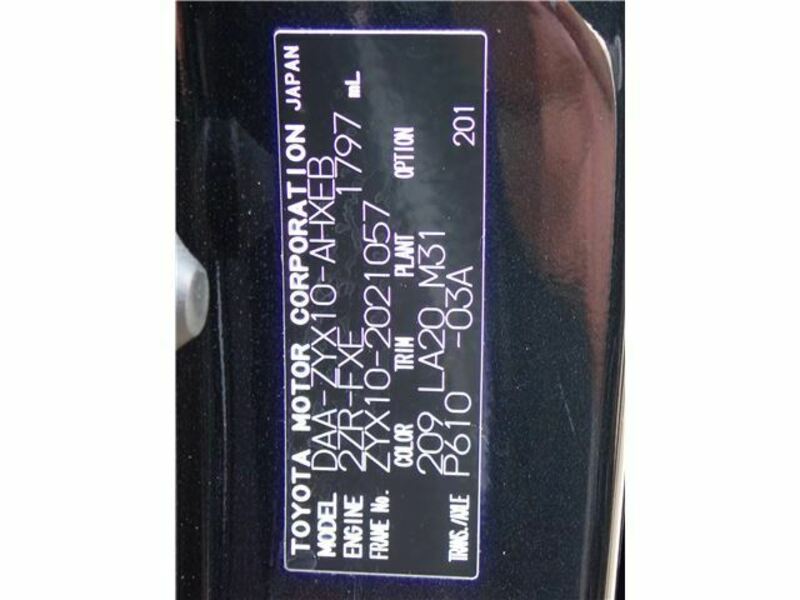 TOYOTA MOTOR CORPORATION JAPAN
MODEL DAA-ZYX10-AHXEB
ENGINE 2ZR-FXE 1797 mL
FRAME No. ZYX10-2021057
COLOR TRIM PLANT OPTION
209 LA20 M31
TRANS./AXLE P610 -03A 201